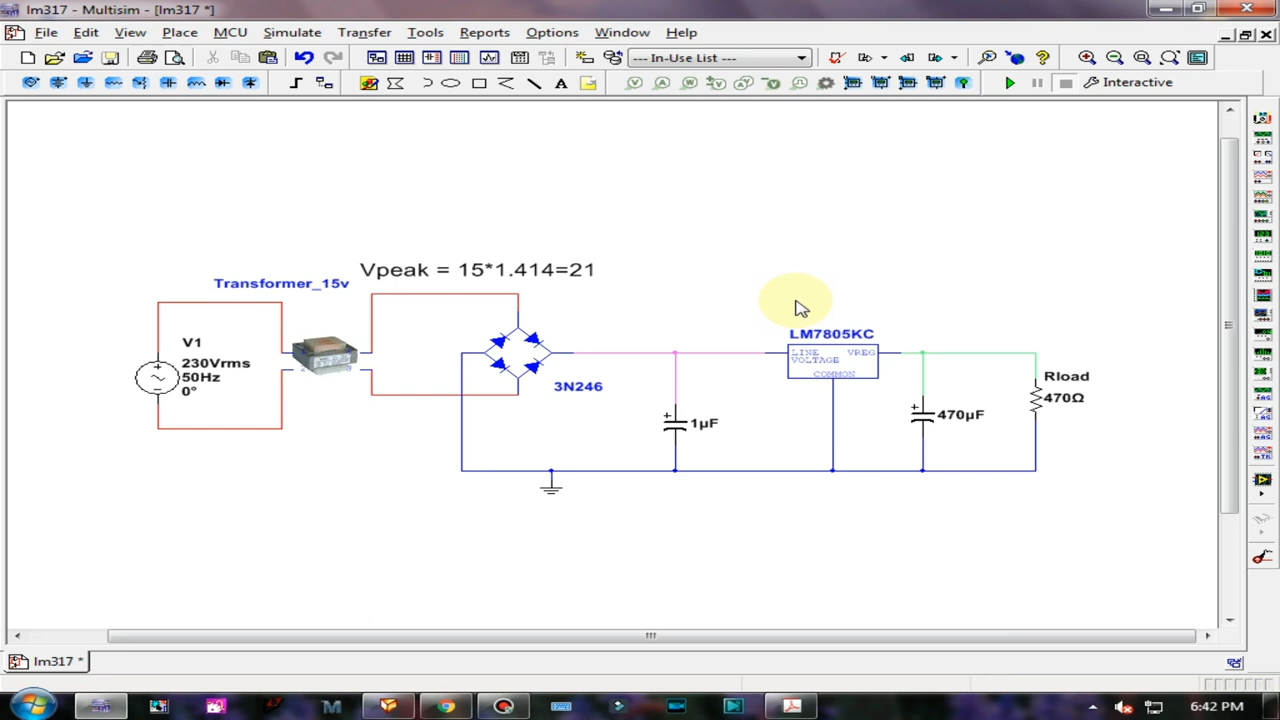 lm317 - Multisim - [lm317 *]
File Edit View Place MCU Simulate Transfer Tools Reports Options Window Help
--- In-Use List ---
Interactive
Vpeak = 15*1.414=21
Transformer_15v
V1
230Vrms
50Hz
0°
3N246
1µF
LM7805KC
LINE VREG
VOLTAGE
COMMON
470µF
Rload
470Ω
lm317 *
6:42 PM